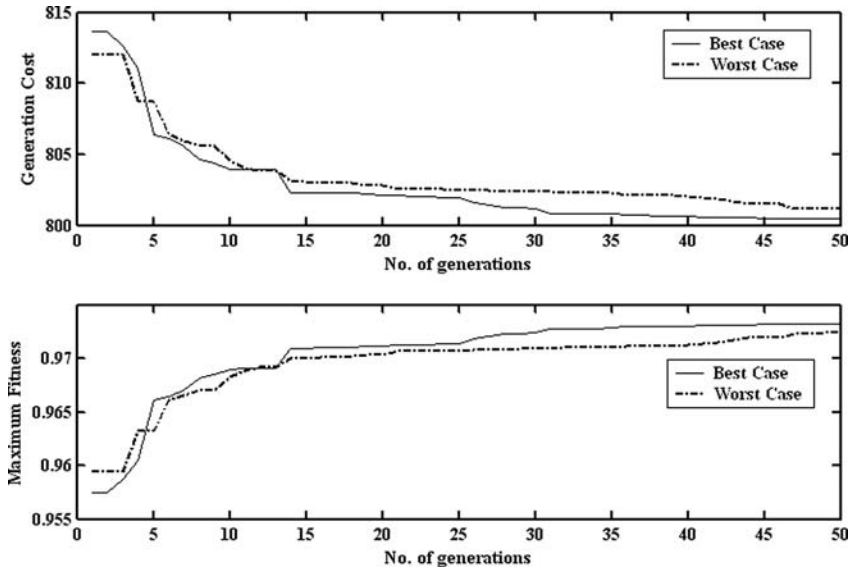 815
810
805
800
Generation Cost
Best Case
Worst Case
0 5 10 15 20 25 30 35 40 45 50
No. of generations
0.97
0.965
0.96
0.955
Maximum Fitness
Best Case
Worst Case
0 5 10 15 20 25 30 35 40 45 50
No. of generations